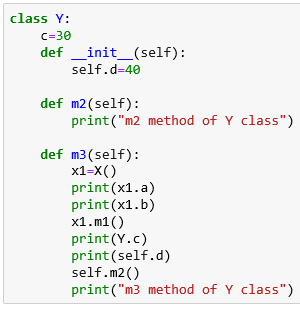 class Y:
    c=30
    def __init__(self):
        self.d=40

    def m2(self):
        print("m2 method of Y class")

    def m3(self):
        x1=X()
        print(x1.a)
        print(x1.b)
        x1.m1()
        print(Y.c)
        print(self.d)
        self.m2()
        print("m3 method of Y class")